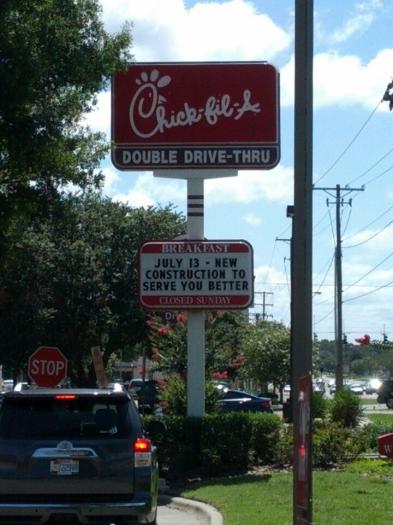 Chick-fil-A
DOUBLE DRIVE-THRU
BREAKFAST
JULY 13 - NEW
CONSTRUCTION TO
SERVE YOU BETTER
CLOSED SUNDAY
STOP